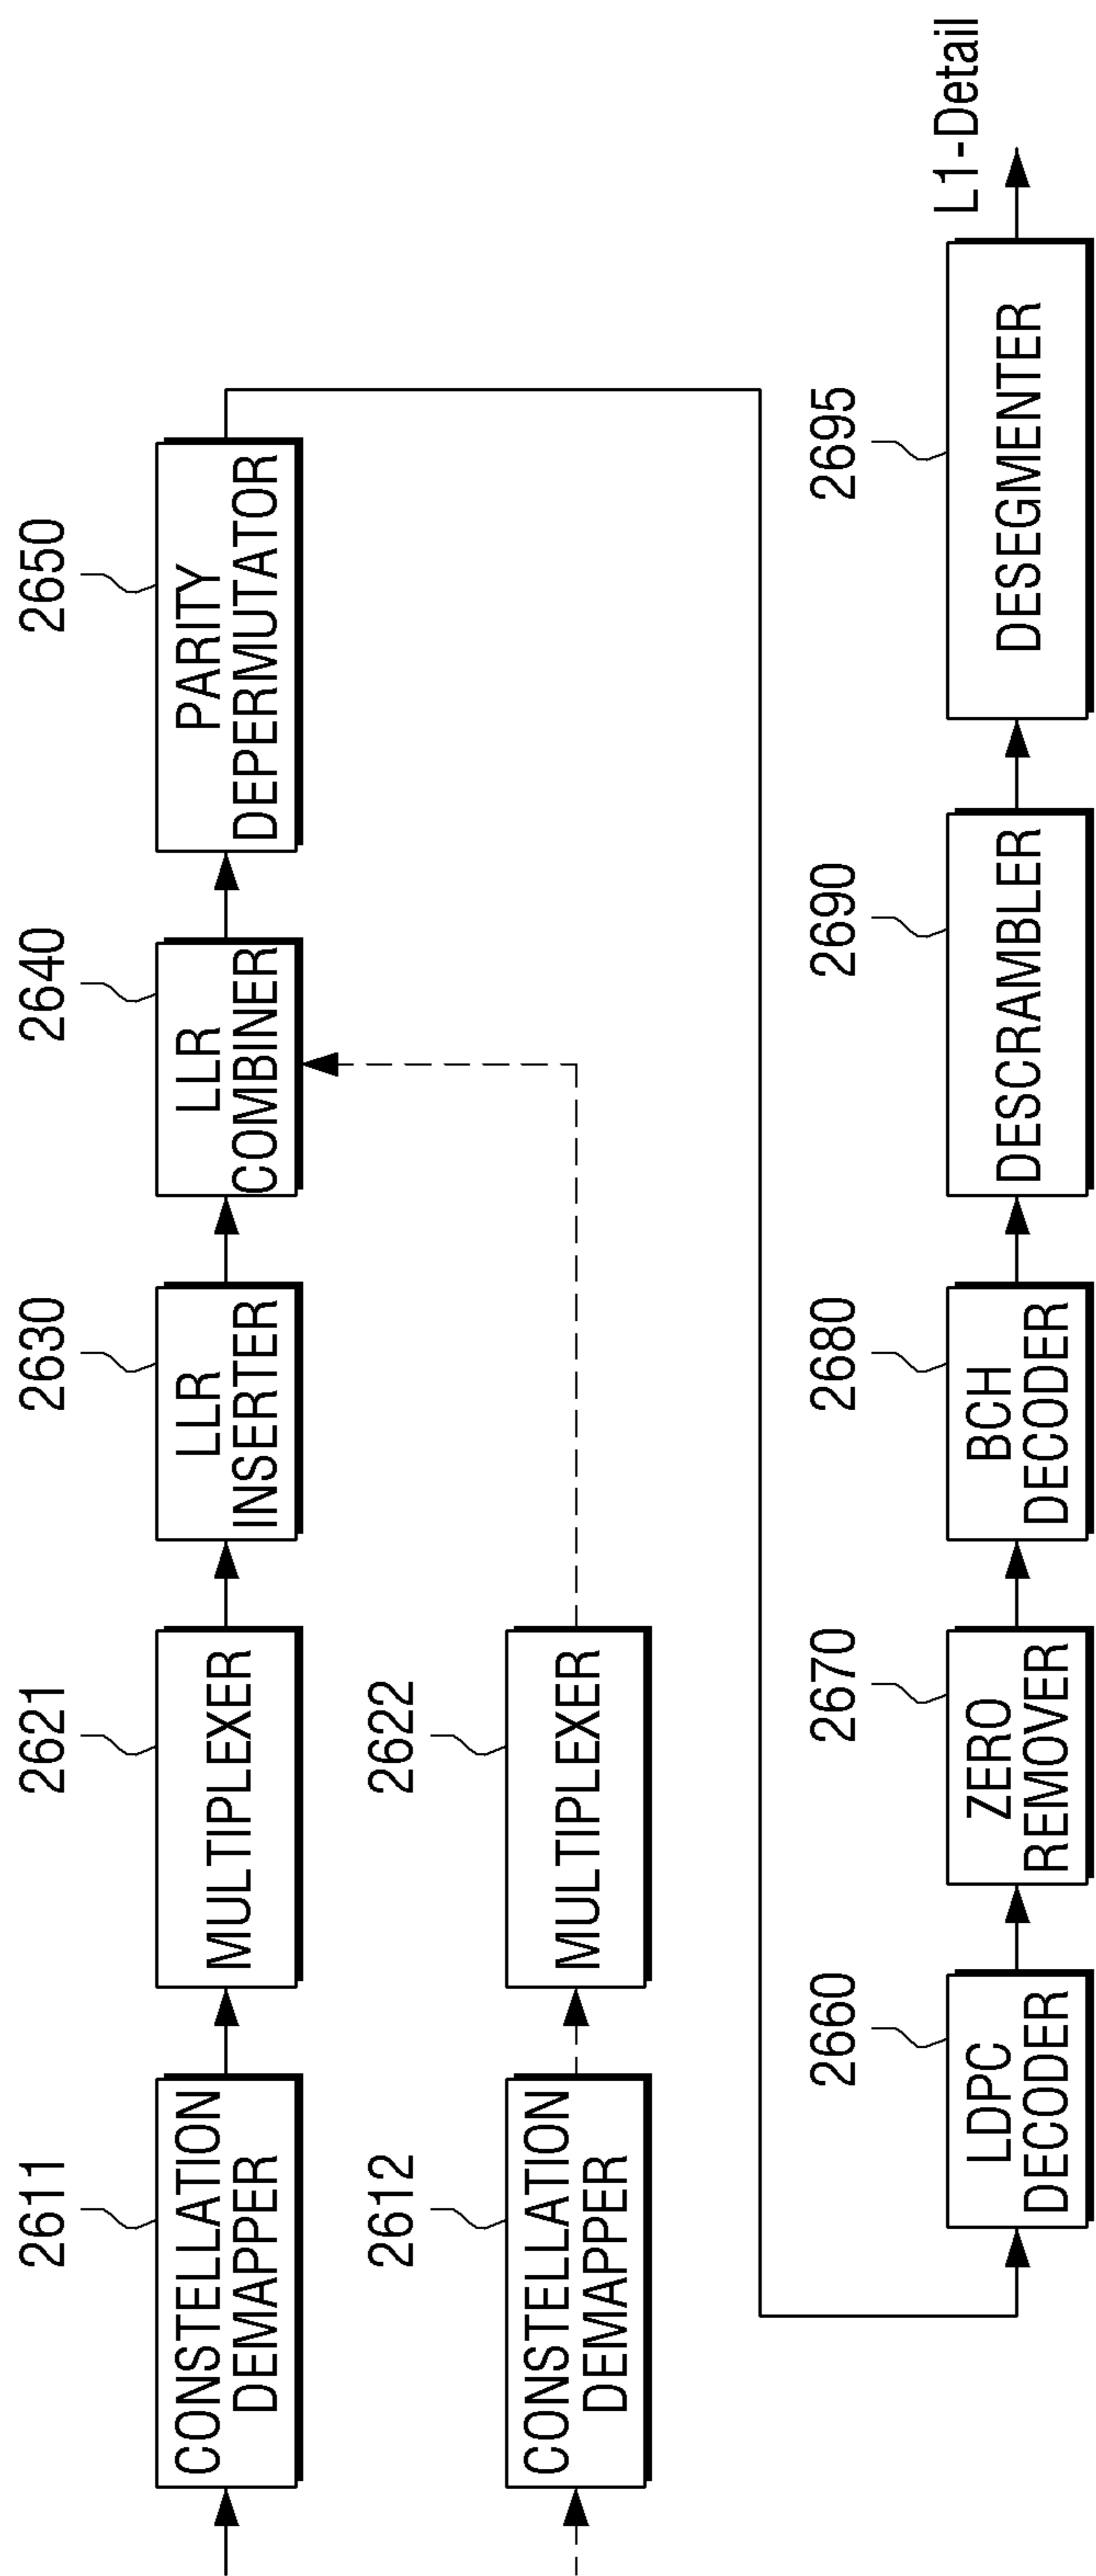 2611
CONSTELLATION
DEMAPPER
2621
MULTIPLEXER
2630
LLR
INSERTER
2640
LLR
COMBINER
2650
PARITY
DEPERMUTATOR
2612
CONSTELLATION
DEMAPPER
2622
MULTIPLEXER
2660
LDPC
DECODER
2670
ZERO
REMOVER
2680
BCH
DECODER
2690
DESCRAMBLER
2695
DESEGMENTER
L1-Detail